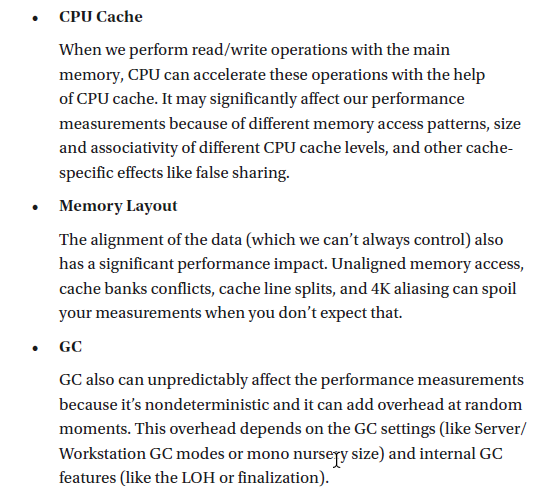 • CPU Cache
When we perform read/write operations with the main
memory, CPU can accelerate these operations with the help
of CPU cache. It may significantly affect our performance
measurements because of different memory access patterns, size
and associativity of different CPU cache levels, and other cache-
specific effects like false sharing.
• Memory Layout
The alignment of the data (which we can’t always control) also
has a significant performance impact. Unaligned memory access,
cache banks conflicts, cache line splits, and 4K aliasing can spoil
your measurements when you don’t expect that.
• GC
GC also can unpredictably affect the performance measurements
because it’s nondeterministic and it can add overhead at random
moments. This overhead depends on the GC settings (like Server/
Workstation GC modes or mono nursery size) and internal GC
features (like the LOH or finalization).